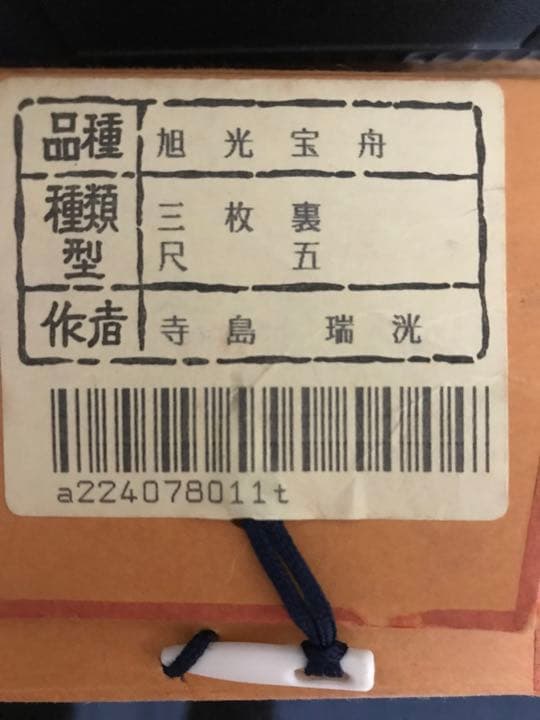 品種 旭光宝舟
種類 三枚裏
型 尺五
作者 寺島 瑞洸
a224078011t